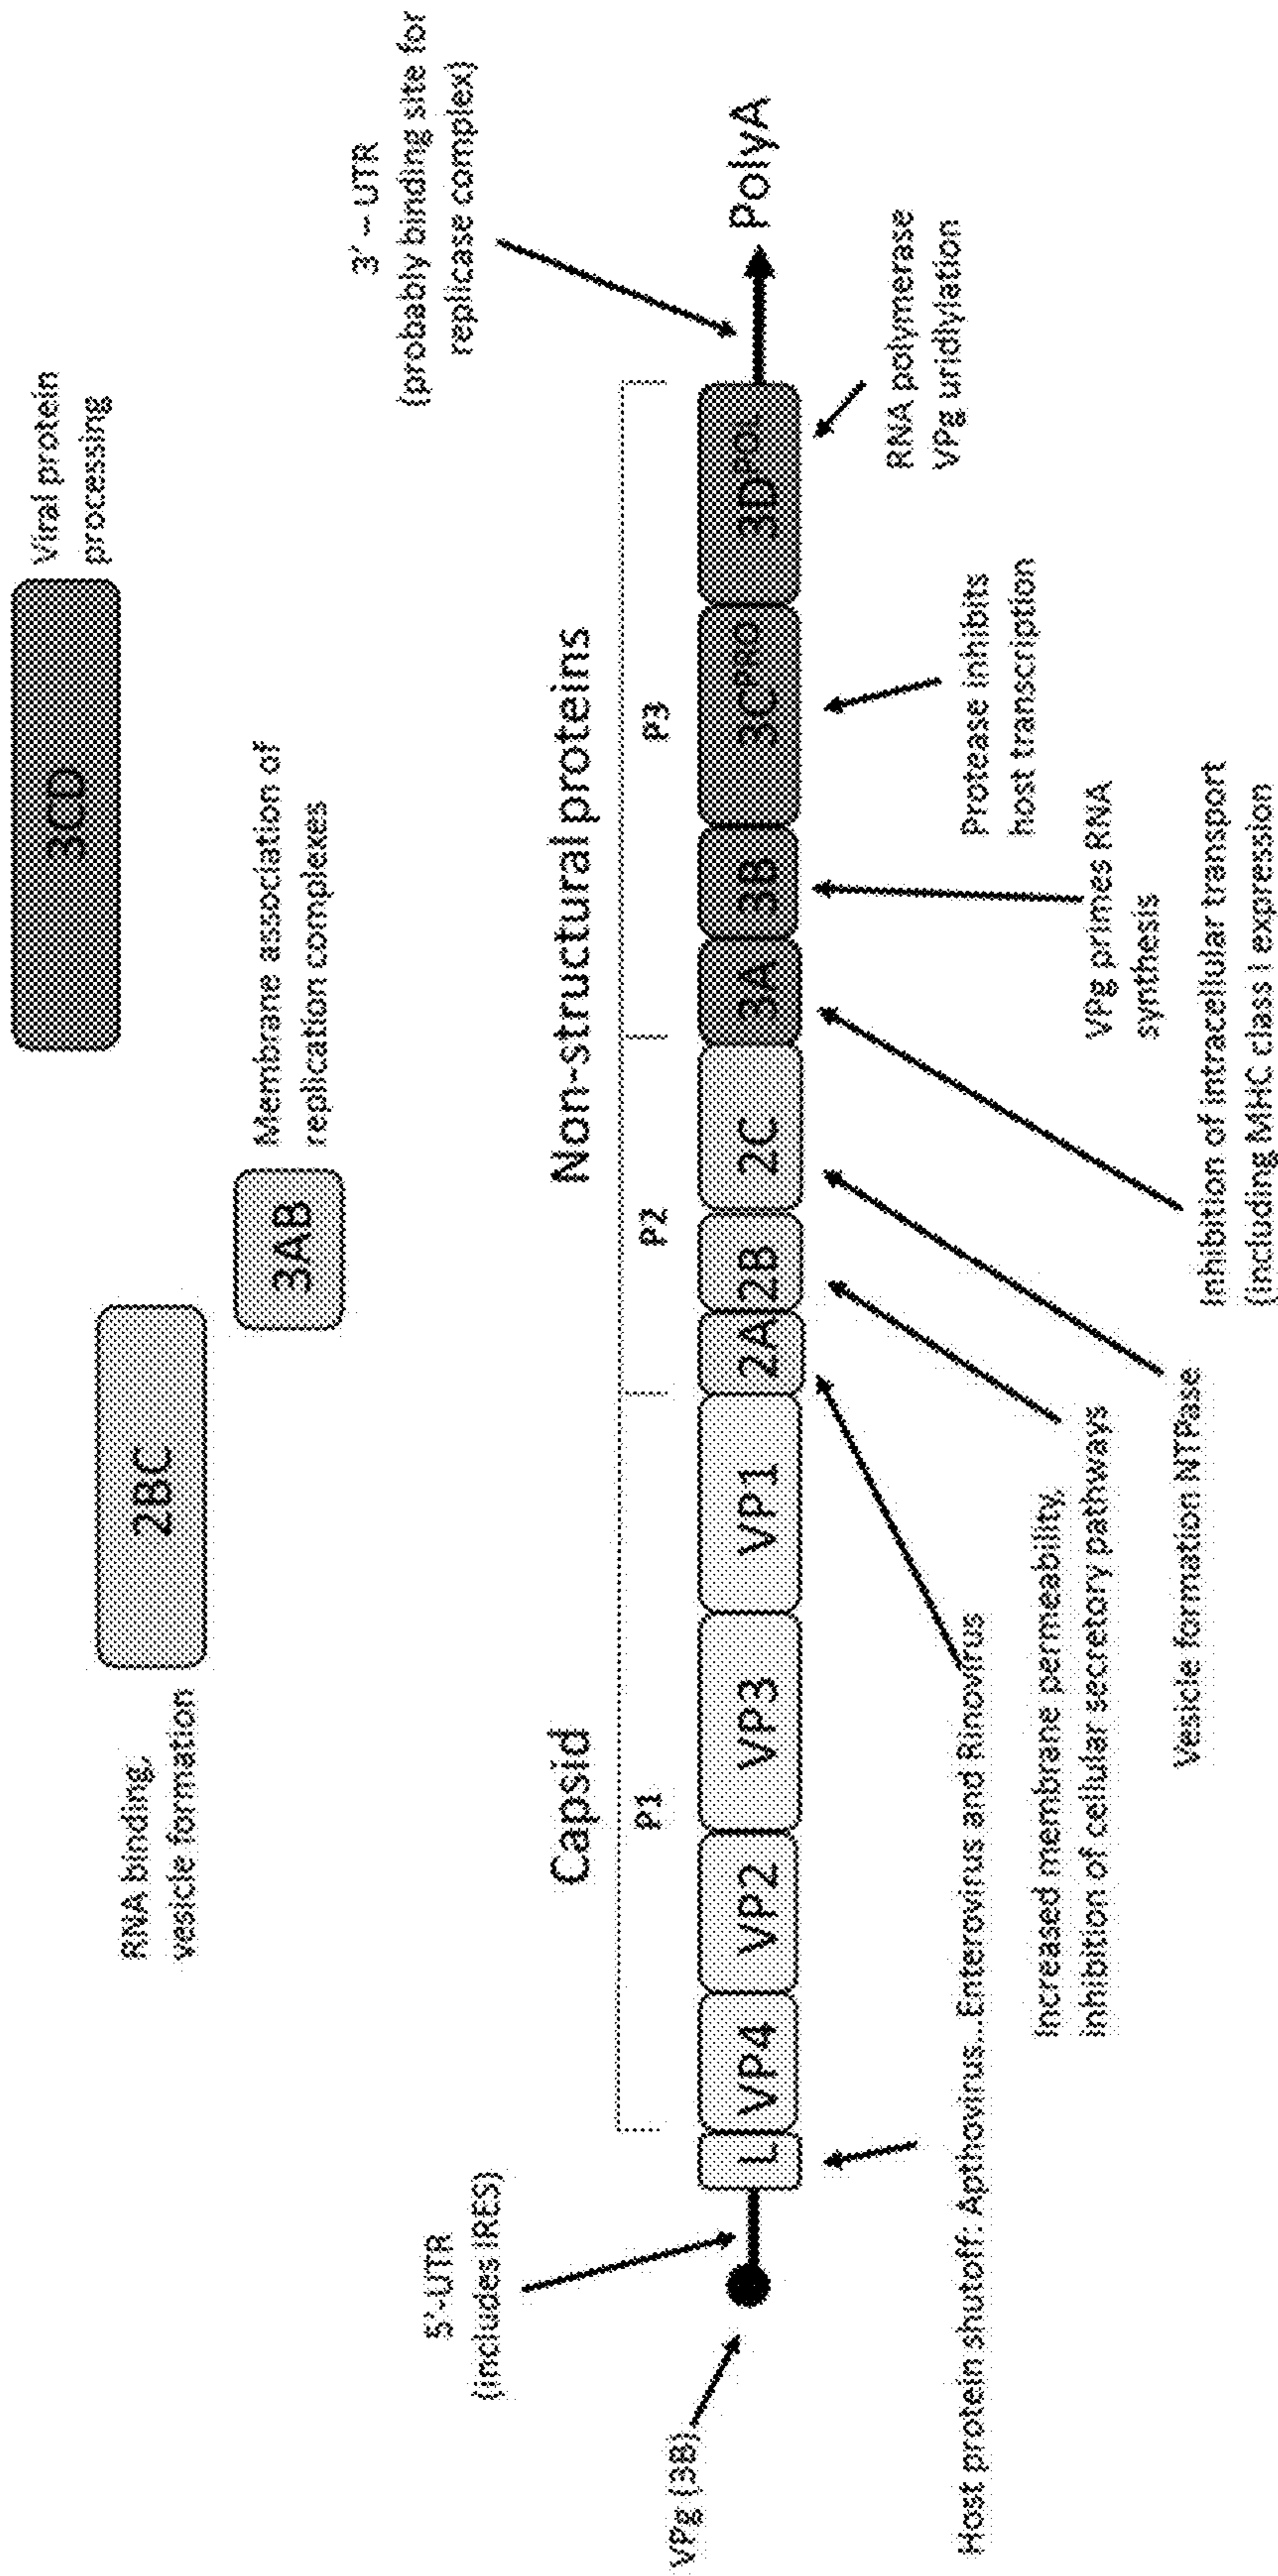 3CD
Viral protein
processing
RNA binding,
vesicle formation
2BC
3AB
Membrane association of
replication complexes
3' – UTR
(probably binding site for
replicase complex)
5'-UTR
(includes IRES)
Capsid
Non-structural proteins
P1
P2
P3
VPg (3B)
L
VP4
VP2
VP3
VP1
2A
2B
2C
3A
3B
3CPRO
3DPOL
PolyA
RNA polymerase
VPg uridlylation
Protease inhibits
host transcription
Host protein shutoff: Apthovirus...Enterovirus and Rinovirus
Increased membrane permeability,
inhibition of cellular secretory pathways
VPg primes RNA
synthesis
Vesicle formation NTPase
Inhibition of intracellular transport
(including MHC class I expression